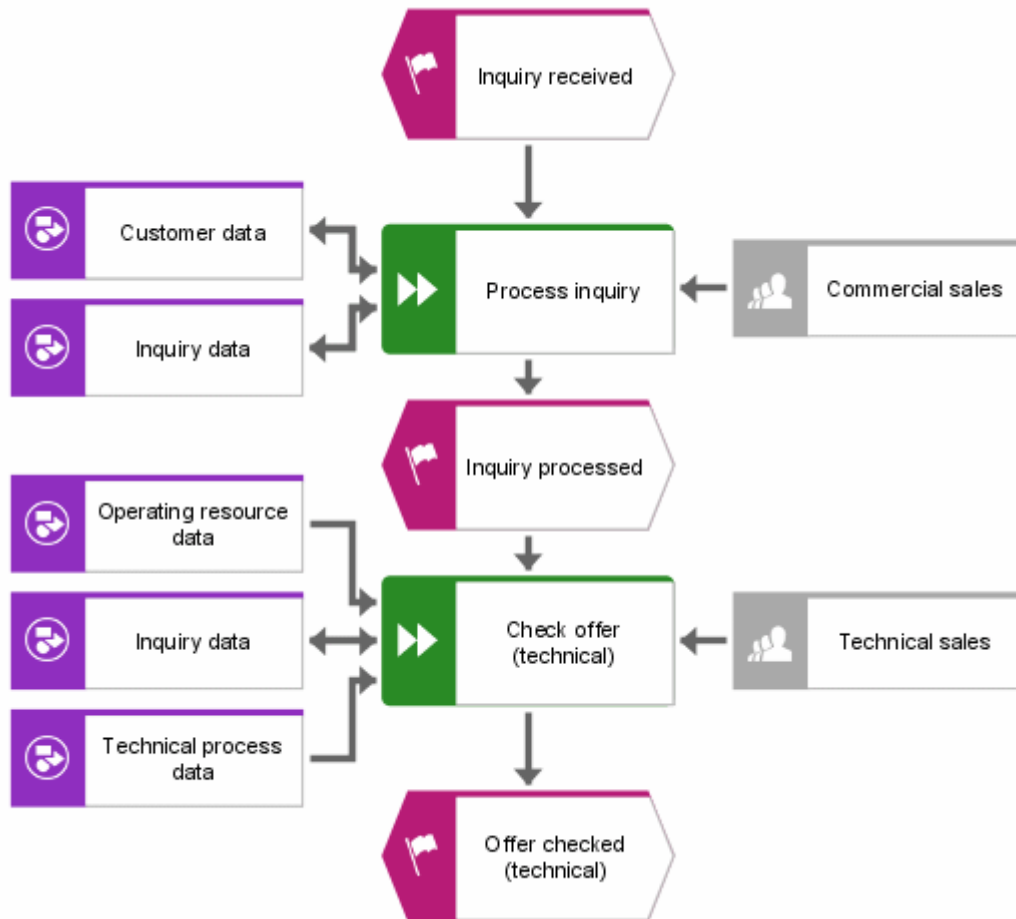 Inquiry received
Customer data
Process inquiry
Commercial sales
Inquiry data
Inquiry processed
Operating resource
data
Inquiry data
Check offer
(technical)
Technical sales
Technical process
data
Offer checked
(technical)